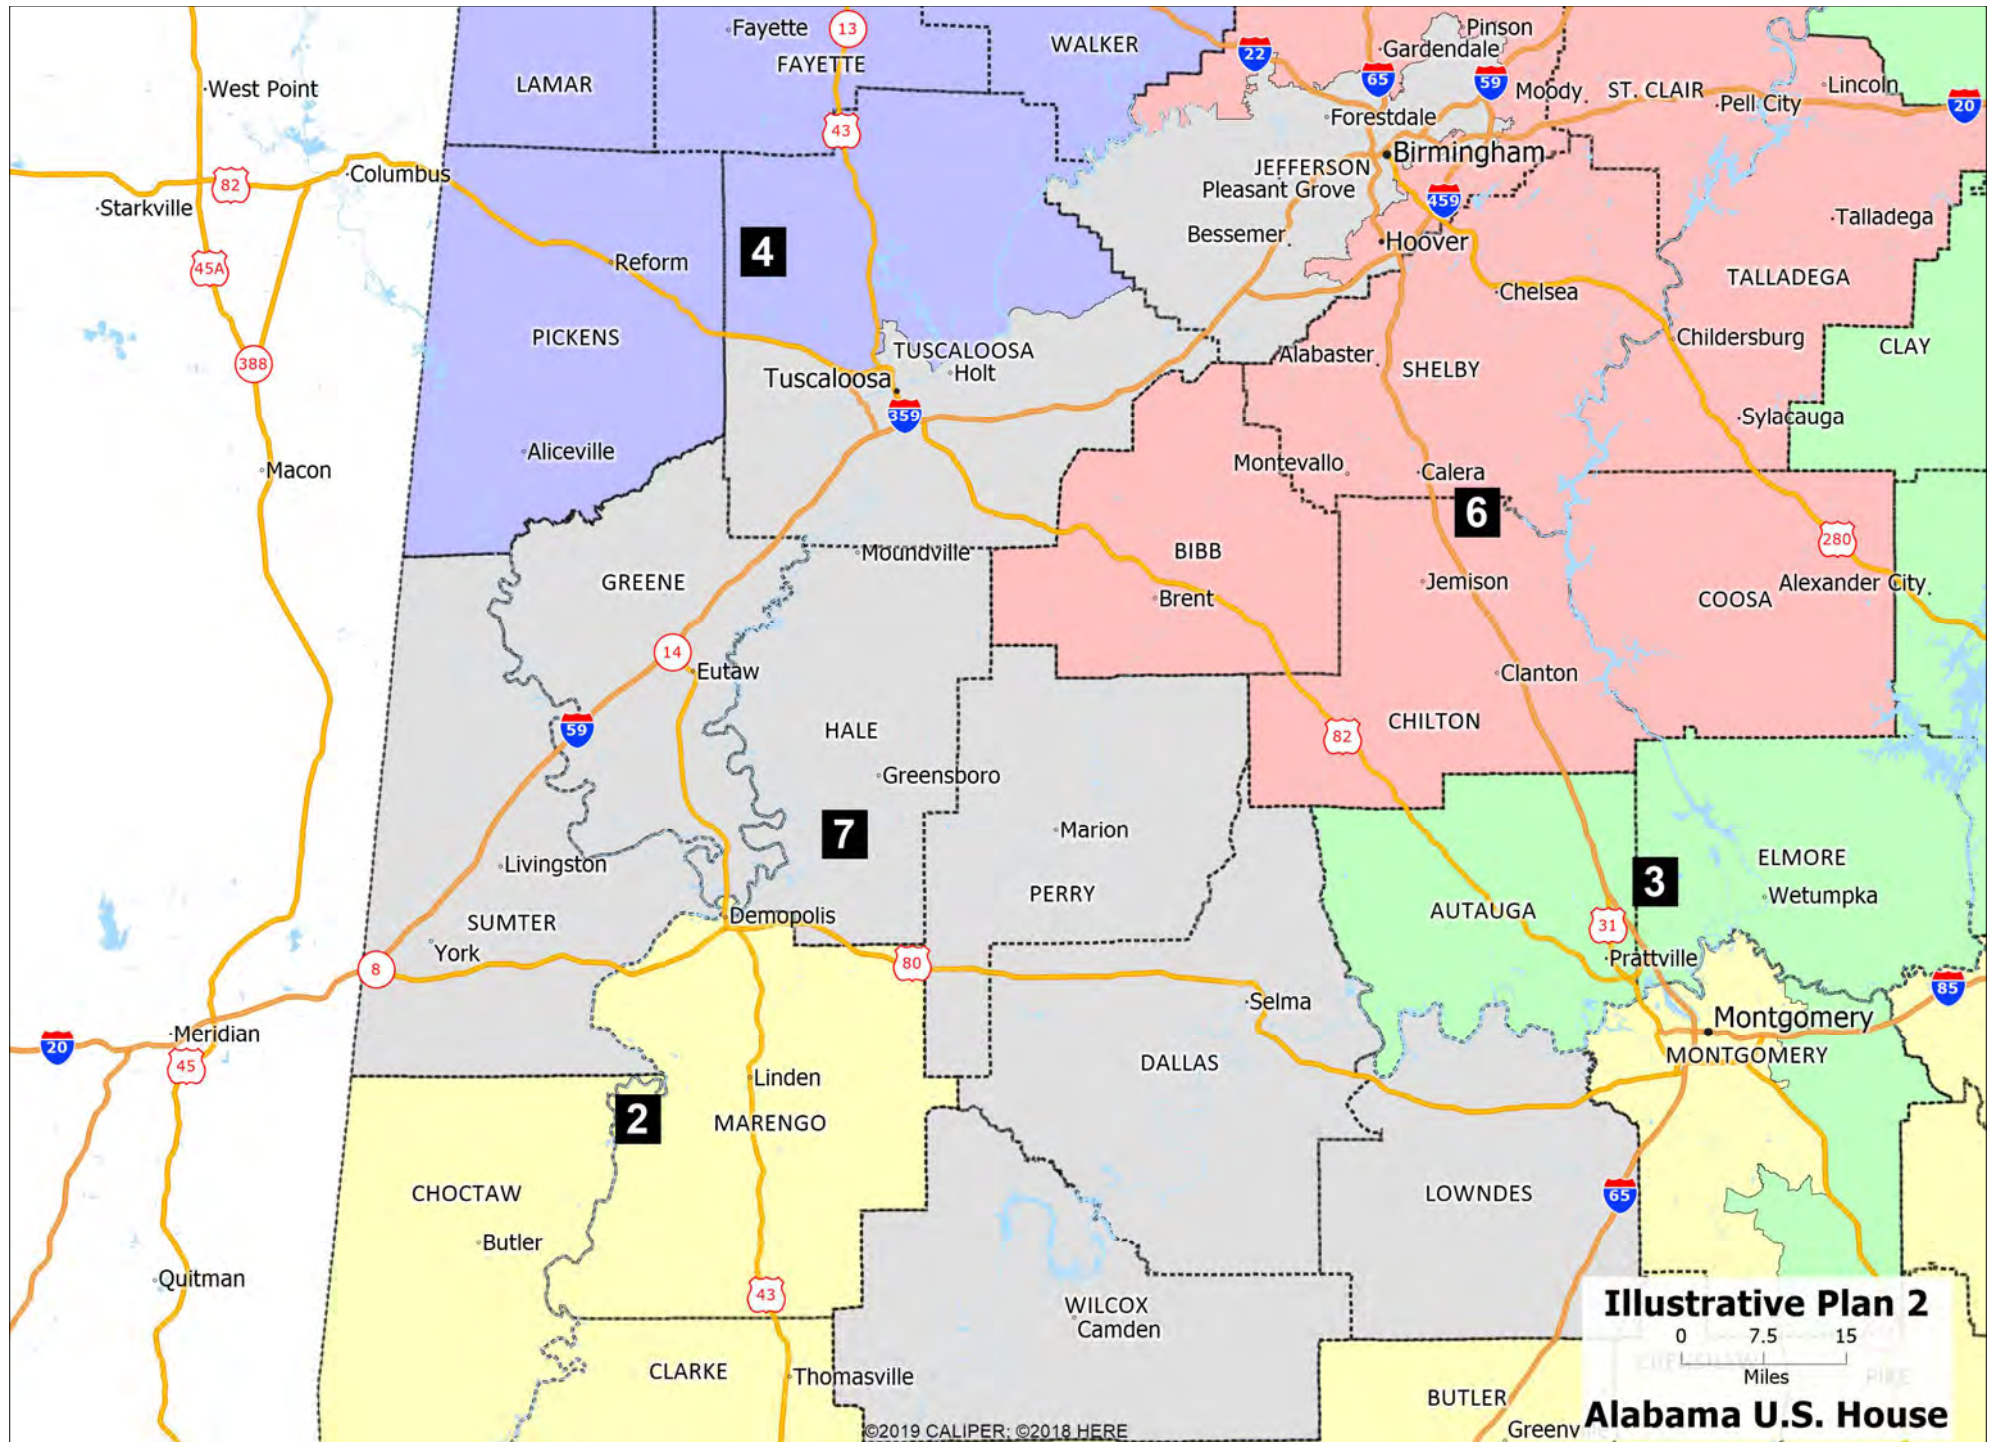 Fayette
13
Pinson
Gardendale
WALKER
22
FAYETTE
65
59
LAMAR
West Point
Moody
ST. CLAIR
Lincoln
Pell City
20
Forestdale
43
Birmingham
JEFFERSON
Columbus
82
Pleasant Grove
459
Starkville
Talladega
Bessemer
Hoover
4
Reform
45A
TALLADEGA
Chelsea
PICKENS
Childersburg
CLAY
TUSCALOOSA
Alabaster
388
Holt
SHELBY
Tuscaloosa
359
Sylacauga
Aliceville
Montevallo
Macon
Calera
6
280
Moundville
BIBB
GREENE
Jemison
Alexander City
Brent
COOSA
14
Eutaw
Clanton
CHILTON
59
HALE
82
Greensboro
7
Marion
Livingston
ELMORE
3
PERRY
Wetumpka
AUTAUGA
Demopolis
SUMTER
31
York
Prattville
8
80
85
Selma
Montgomery
Meridian
20
MONTGOMERY
45
DALLAS
Linden
2
MARENGO
CHOCTAW
LOWNDES
65
Butler
Quitman
43
WILCOX
Camden
Illustrative Plan 2
0 7.5 15
CRENSHAW
PIKE
Miles
CLARKE
Thomasville
BUTLER
Alabama U.S. House
Greenv
©2019 CALIPER; ©2018 HERE